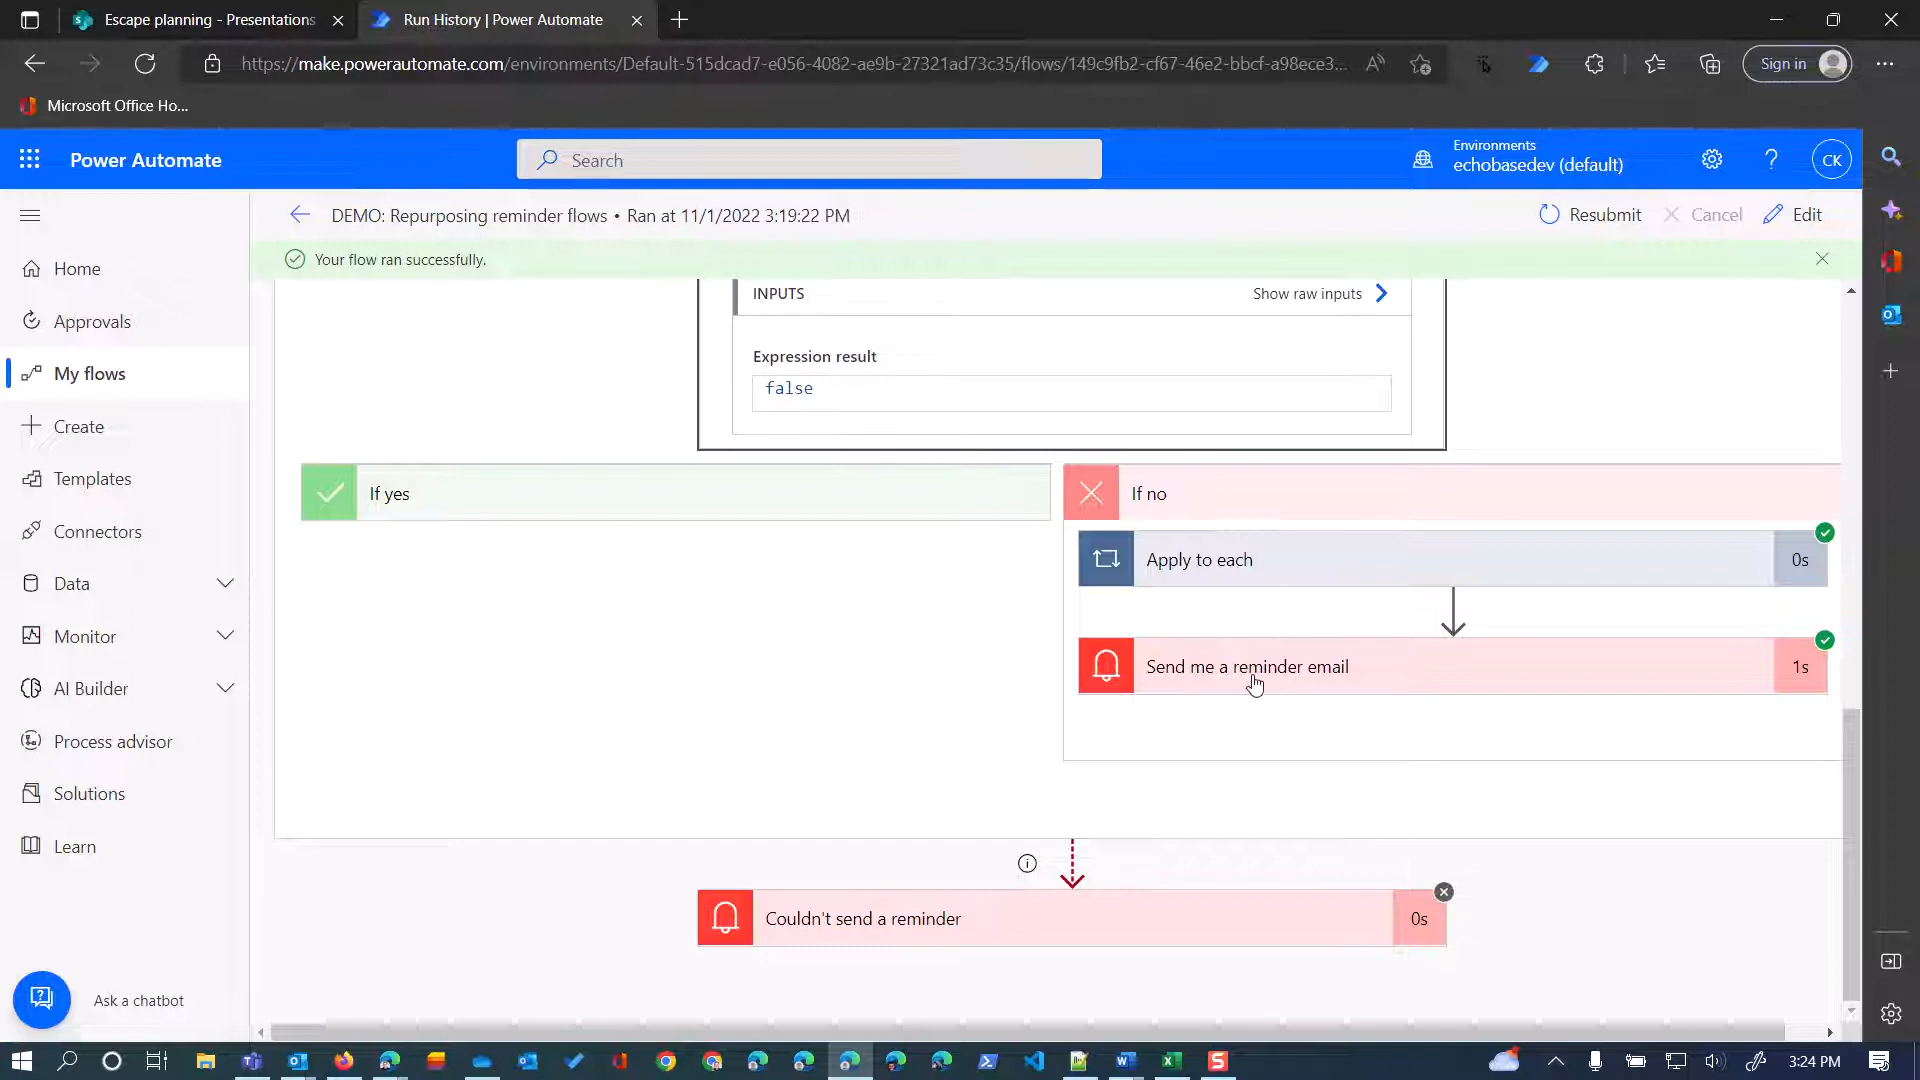 Escape planning - Presentations
Run History | Power Automate
https://make.powerautomate.com/environments/Default-515dcad7-e056-4082-ae9b-27321ad73c35/flows/149c9fb2-cf67-46e2-bbcf-a98ece3...
Sign in
Microsoft Office Ho...
Power Automate
Search
Environments
echobasedev (default)
CK
DEMO: Repurposing reminder flows • Ran at 11/1/2022 3:19:22 PM
Resubmit
Cancel
Edit
Your flow ran successfully.
Home
Approvals
My flows
Create
Templates
Connectors
Data
Monitor
AI Builder
Process advisor
Solutions
Learn
Ask a chatbot
INPUTS
Show raw inputs
Expression result
false
If yes
If no
Apply to each
0s
Send me a reminder email
1s
Couldn't send a reminder
0s
3:24 PM